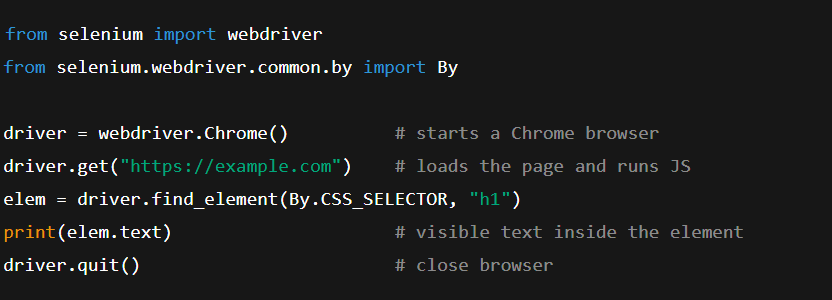 from selenium import webdriver
from selenium.webdriver.common.by import By
driver = webdriver.Chrome() # starts a Chrome browser
driver.get("https://example.com") # loads the page and runs JS
elem = driver.find_element(By.CSS_SELECTOR, "h1")
print(elem.text) # visible text inside the element
driver.quit() # close browser